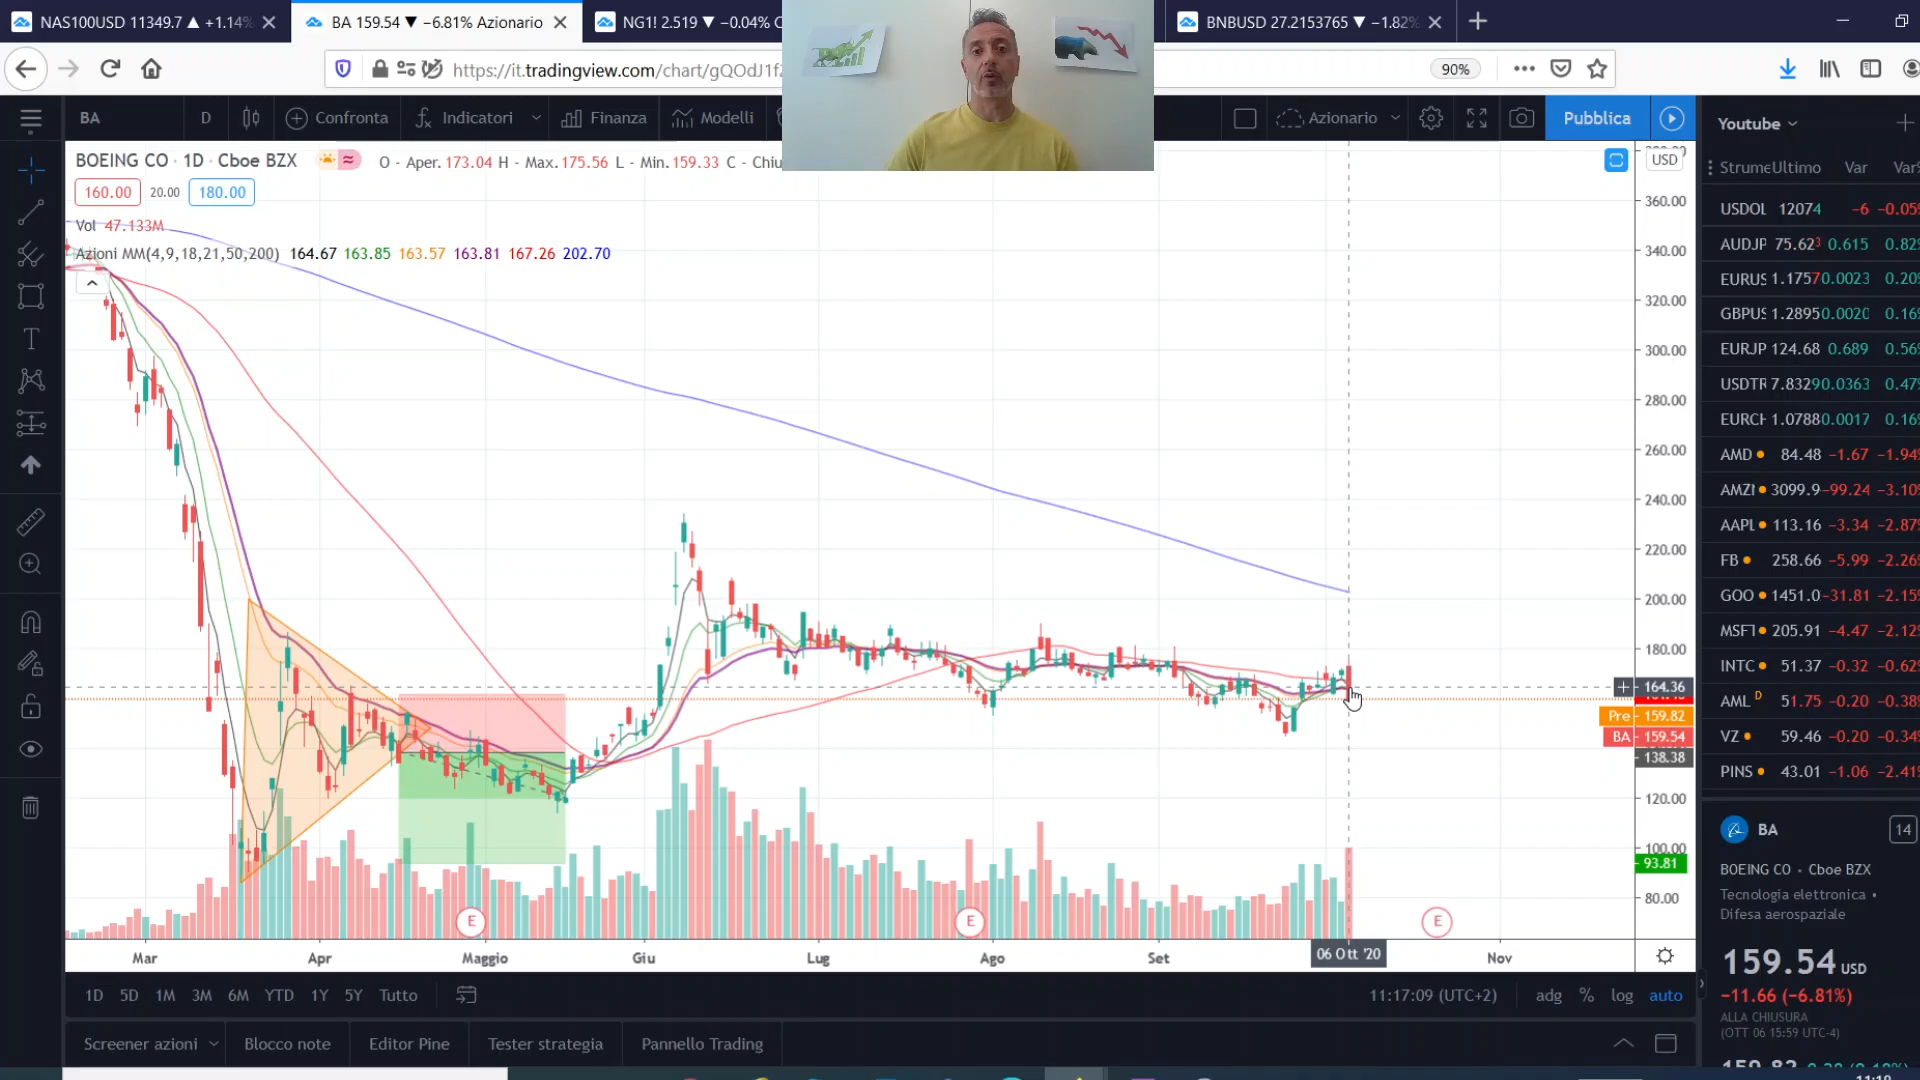 NAS100USD 11349.7 ▲ +1.14%
BA 159.54 ▼ −6.81% Azionario
NG1! 2.519 ▼ −0.04% C
BNBUSD 27.2153765 ▼ −1.82%
https://it.tradingview.com/chart/gQOdJ1f
90%
BA D Confronta Indicatori Finanza Modelli Azionario Pubblica
Youtube
BOEING CO · 1D · Cboe BZX
O - Aper. 173.04 H - Max. 175.56 L - Min. 159.33 C - Chiu
USD
160.00 20.00 180.00
Vol 47.133M
Azioni MM(4,9,18,21,50,200) 164.67 163.85 163.57 163.81 167.26 202.70
360.00
340.00
320.00
300.00
280.00
260.00
240.00
220.00
200.00
180.00
164.36
Pre 159.82
BA 159.54
138.38
120.00
100.00
93.81
80.00
E E E
Mar Apr Maggio Giu Lug Ago Set 06 Ott '20 Nov
1D 5D 1M 3M 6M YTD 1Y 5Y Tutto
11:17:09 (UTC+2) adg % log auto
Screener azioni Blocco note Editor Pine Tester strategia Pannello Trading
Strume Ultimo Var Var%
USDOL 12074 −6 −0.05%
AUDJP 75.623 0.615 0.82%
EURUS 1.1757 0.0023 0.20%
GBPUS 1.2895 0.0020 0.16%
EURJP 124.68 0.689 0.56%
USDTR 7.8329 0.0363 0.47%
EURCH 1.0788 0.0017 0.16%
AMD 84.48 −1.67 −1.94%
AMZN 3099.9 −99.24 −3.10%
AAPL 113.16 −3.34 −2.87%
FB 258.66 −5.99 −2.26%
GOO 1451.0 −31.81 −2.15%
MSFT 205.91 −4.47 −2.12%
INTC 51.37 −0.32 −0.62%
AML D 51.75 −0.20 −0.38%
VZ 59.46 −0.20 −0.34%
PINS 43.01 −1.06 −2.41%
BA 14
BOEING CO • Cboe BZX
Tecnologia elettronica •
Difesa aerospaziale
159.54 USD
−11.66 (−6.81%)
ALLA CHIUSURA
(OTT 06 15:59 UTC-4)